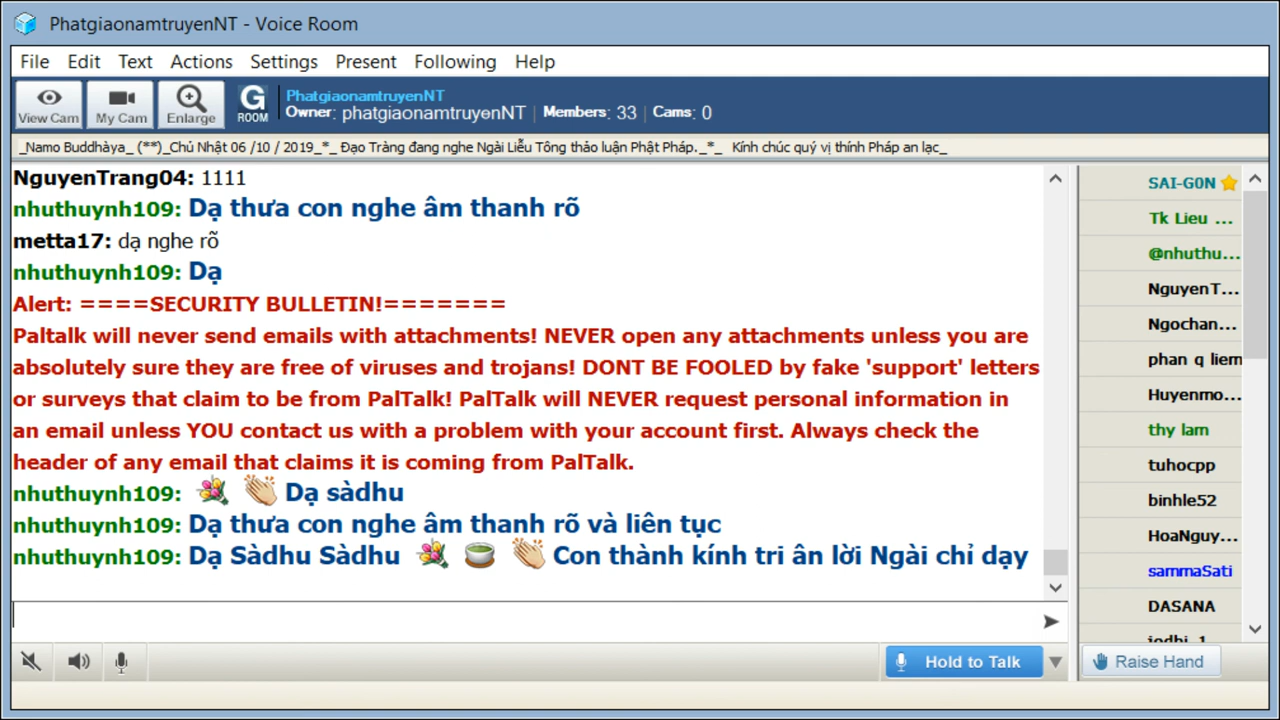 PhatgiaonamtruyenNT - Voice Room
File Edit Text Actions Settings Present Following Help
View Cam My Cam Enlarge G ROOM
PhatgiaonamtruyenNT
Owner: phatgiaonamtruyenNT | Members: 33 | Cams: 0
_Namo Buddhàya_ (**)_Chủ Nhật 06 /10 / 2019_*_ Đạo Tràng đang nghe Ngài Liễu Tông thảo luận Phật Pháp._*_ Kính chúc quý vị thính Pháp an lạc_
NguyenTrang04: 1111
nhuthuynh109: Dạ thưa con nghe âm thanh rõ
metta17: dạ nghe rõ
nhuthuynh109: Dạ
Alert: ====SECURITY BULLETIN!=======
Paltalk will never send emails with attachments! NEVER open any attachments unless you are
absolutely sure they are free of viruses and trojans! DONT BE FOOLED by fake 'support' letters
or surveys that claim to be from PalTalk! PalTalk will NEVER request personal information in
an email unless YOU contact us with a problem with your account first. Always check the
header of any email that claims it is coming from PalTalk.
nhuthuynh109: Dạ sàdhu
nhuthuynh109: Dạ thưa con nghe âm thanh rõ và liên tục
nhuthuynh109: Dạ Sàdhu Sàdhu Con thành kính tri ân lời Ngài chỉ dạy
SAI-G0N
Tk Lieu ...
@nhuthu...
NguyenT...
Ngochan...
phan q liem
Huyenmo...
thy lam
tuhocpp
binhle52
HoaNguy...
sammaSati
DASANA
Hold to Talk
Raise Hand